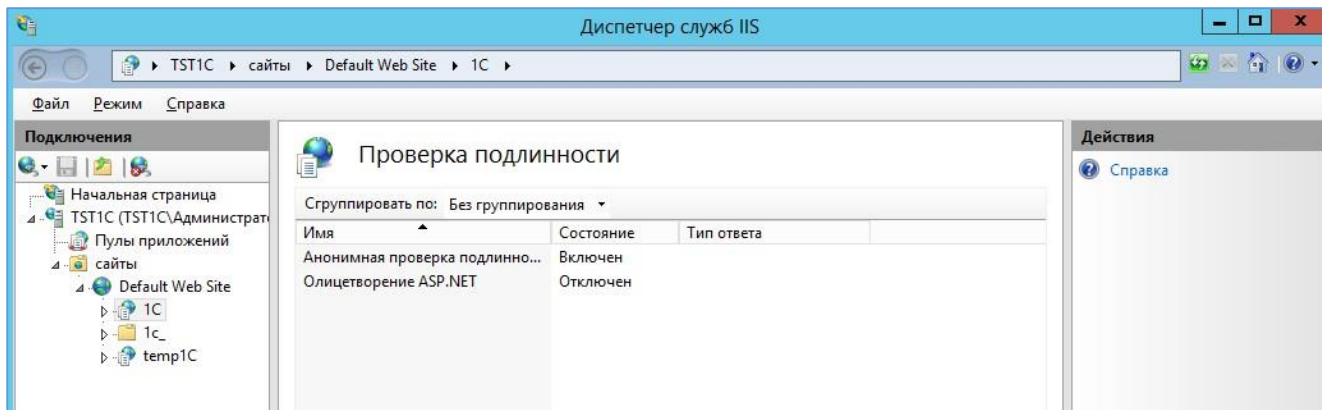 Диспетчер служб IIS
TST1C сайты Default Web Site 1C
Файл Режим Справка
Подключения
Начальная страница
TST1C (TST1C\Администрат
Пулы приложений
сайты
Default Web Site
1C
1c_
temp1C
Проверка подлинности
Сгруппировать по: Без группирования
Имя Состояние Тип ответа
Анонимная проверка подлинно... Включен
Олицетворение ASP.NET Отключен
Действия
Справка